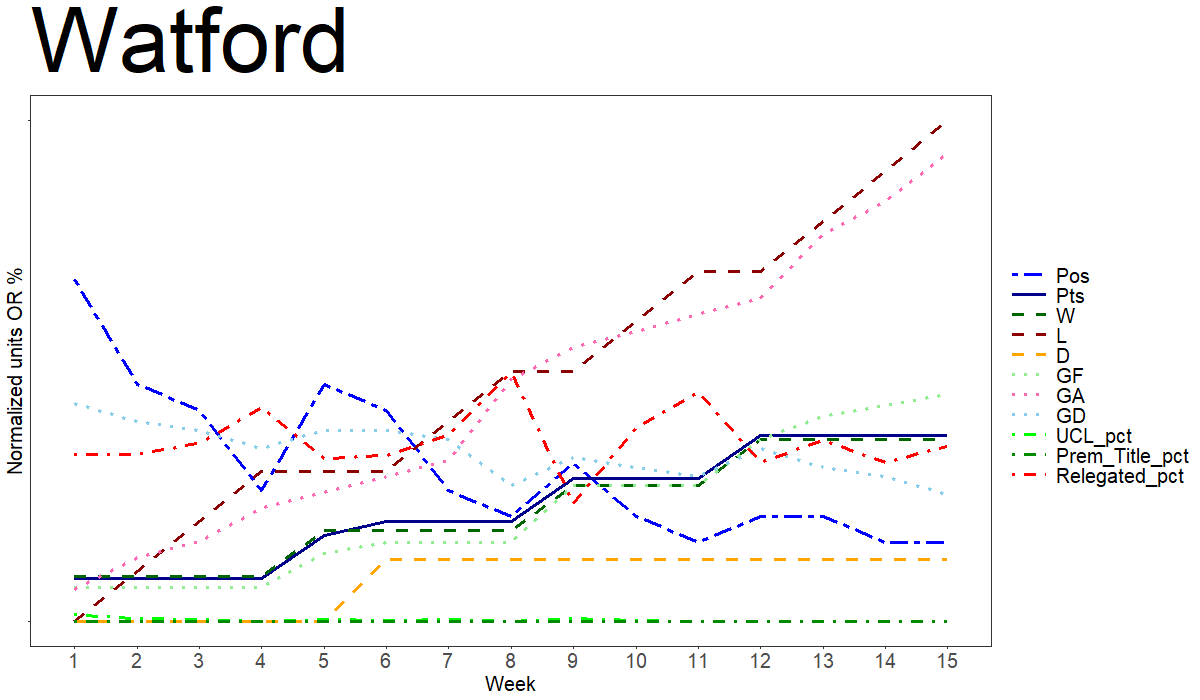 Watford
Normalized units OR %
Pos
Pts
W
L
D
GF
GA
GD
UCL_pct
Prem_Title_pct
Relegated_pct
1 2 3 4 5 6 7 8 9 10 11 12 13 14 15
Week